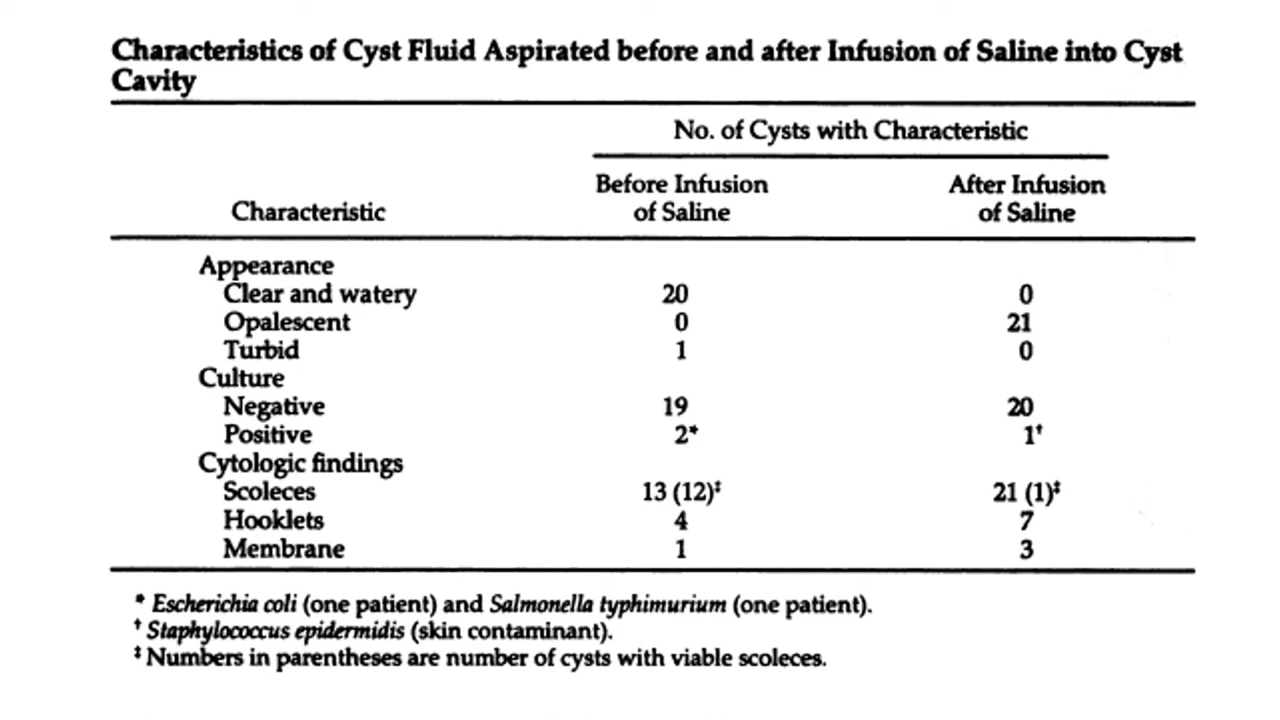 Characteristics of Cyst Fluid Aspirated before and after Infusion of Saline into Cyst
Cavity
No. of Cysts with Characteristic
Characteristic Before Infusion of Saline After Infusion of Saline
Appearance
Clear and watery 20 0
Opalescent 0 21
Turbid 1 0
Culture
Negative 19 20
Positive 2* 1†
Cytologic findings
Scoleces 13 (12)‡ 21 (1)‡
Hooklets 4 7
Membrane 1 3
* Escherichia coli (one patient) and Salmonella typhimurium (one patient).
† Staphylococcus epidermidis (skin contaminant).
‡ Numbers in parentheses are number of cysts with viable scoleces.